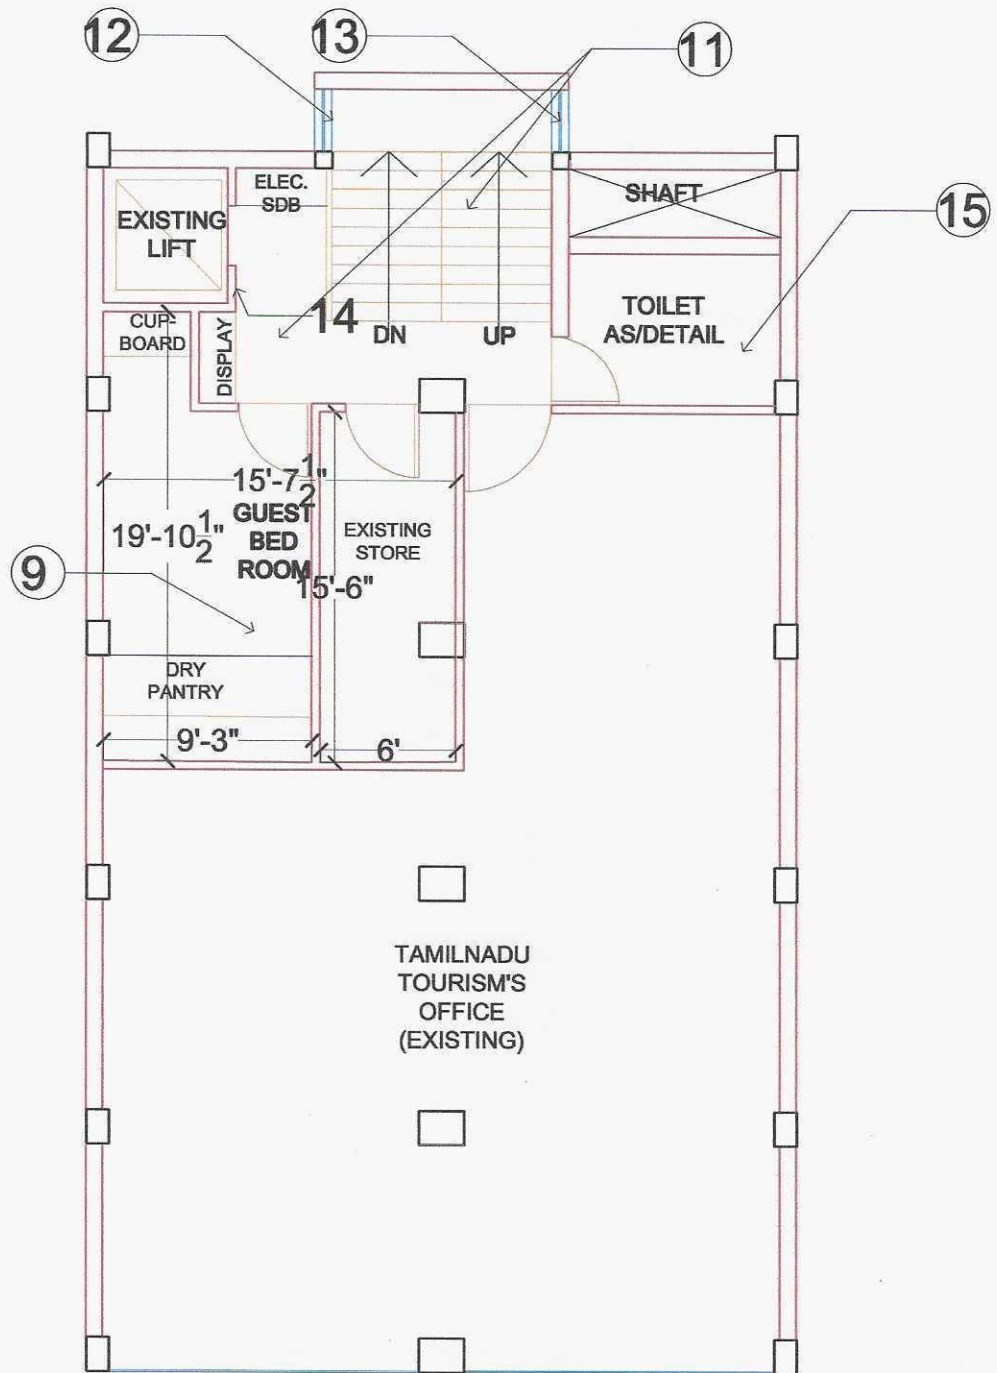 12
13
11
ELEC.
SDB
SHAFT
15
EXISTING
LIFT
14
TOILET
AS/DETAIL
CUP-
BOARD
DISPLAY
DN
UP
15'-7 1/2"
19'-10 1/2"
GUEST
BED
ROOM
EXISTING
STORE
9
15'-6"
DRY
PANTRY
9'-3"
6'
TAMILNADU
TOURISM'S
OFFICE
(EXISTING)